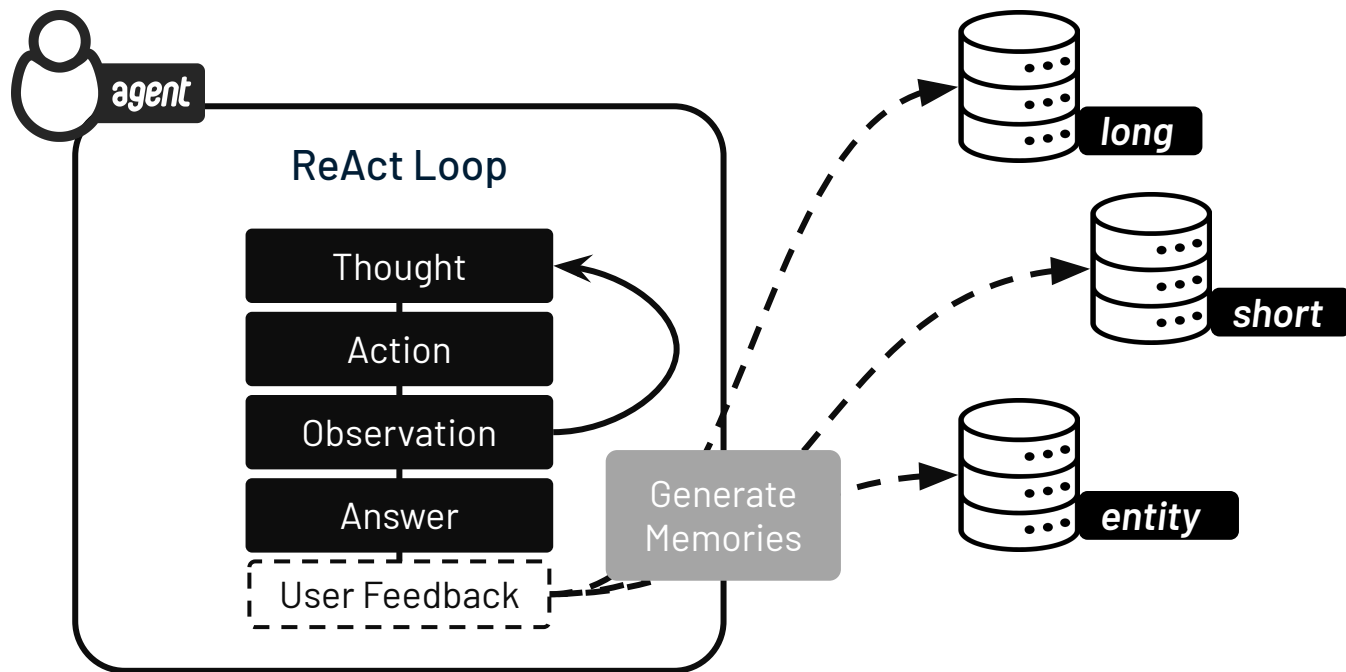 agent
ReAct Loop
Thought
Action
Observation
Answer
User Feedback
Generate
Memories
long
short
entity